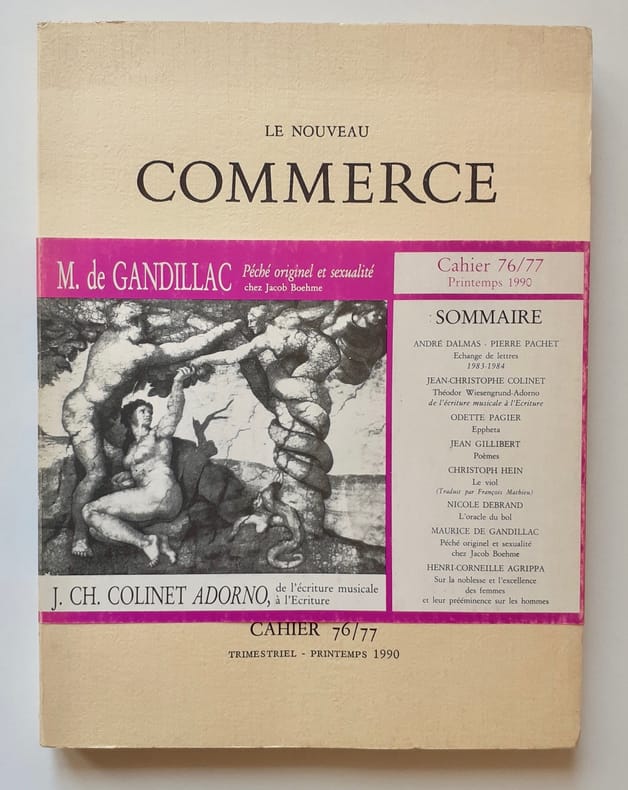 LE NOUVEAU
COMMERCE
M. de GANDILLAC Péché originel et sexualité
chez Jacob Boehme
Cahier 76/77
Printemps 1990
SOMMAIRE
ANDRÉ DALMAS - PIERRE PACHET
Echange de lettres
1983-1984
JEAN-CHRISTOPHE COLINET
Théodor Wiesengrund-Adorno
de l'écriture musicale à l'Ecriture
ODETTE PAGIER
Eppheta
JEAN GILLIBERT
Poèmes
CHRISTOPH HEIN
Le viol
(Traduit par François Mathieu)
NICOLE DEBRAND
L'oracle du bol
MAURICE DE GANDILLAC
Péché originel et sexualité
chez Jacob Boehme
HENRI-CORNEILLE AGRIPPA
Sur la noblesse et l'excellence
des femmes
et leur prééminence sur les hommes
J. CH. COLINET ADORNO, de l'écriture musicale
à l'Ecriture
CAHIER 76/77
TRIMESTRIEL - PRINTEMPS 1990